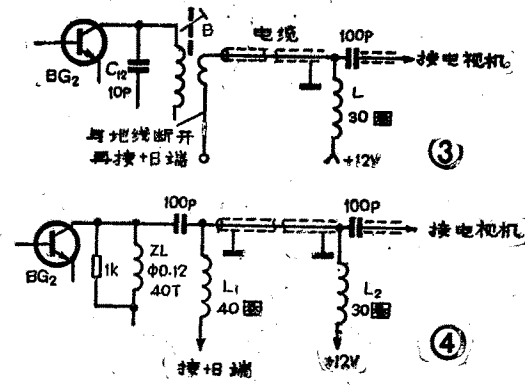 B
电缆
100P
接电视机
BG₂
C₁₂
10P
L
30圈
与地线断开
再接+B端
+12V
③
100P
100P
接电视机
BG₂
1k
ZL
Φ0.12
40T
L₁
40圈
L₂
30圈
接+B端
+12V
④